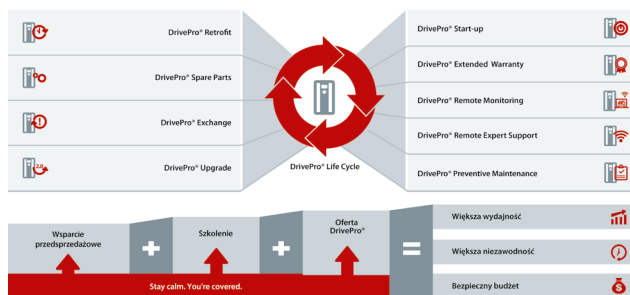 DrivePro® Retrofit
DrivePro® Spare Parts
DrivePro® Exchange
DrivePro® Upgrade
2.0
DrivePro® Life Cycle
DrivePro® Start-up
DrivePro® Extended Warranty
DrivePro® Remote Monitoring
DrivePro® Remote Expert Support
DrivePro® Preventive Maintenance
Wsparcie
przedsprzedażowe
+
Szkolenie
+
Oferta
DrivePro®
=
Większa wydajność
Większa niezawodność
Bezpieczny budżet
$
Stay calm. You're covered.